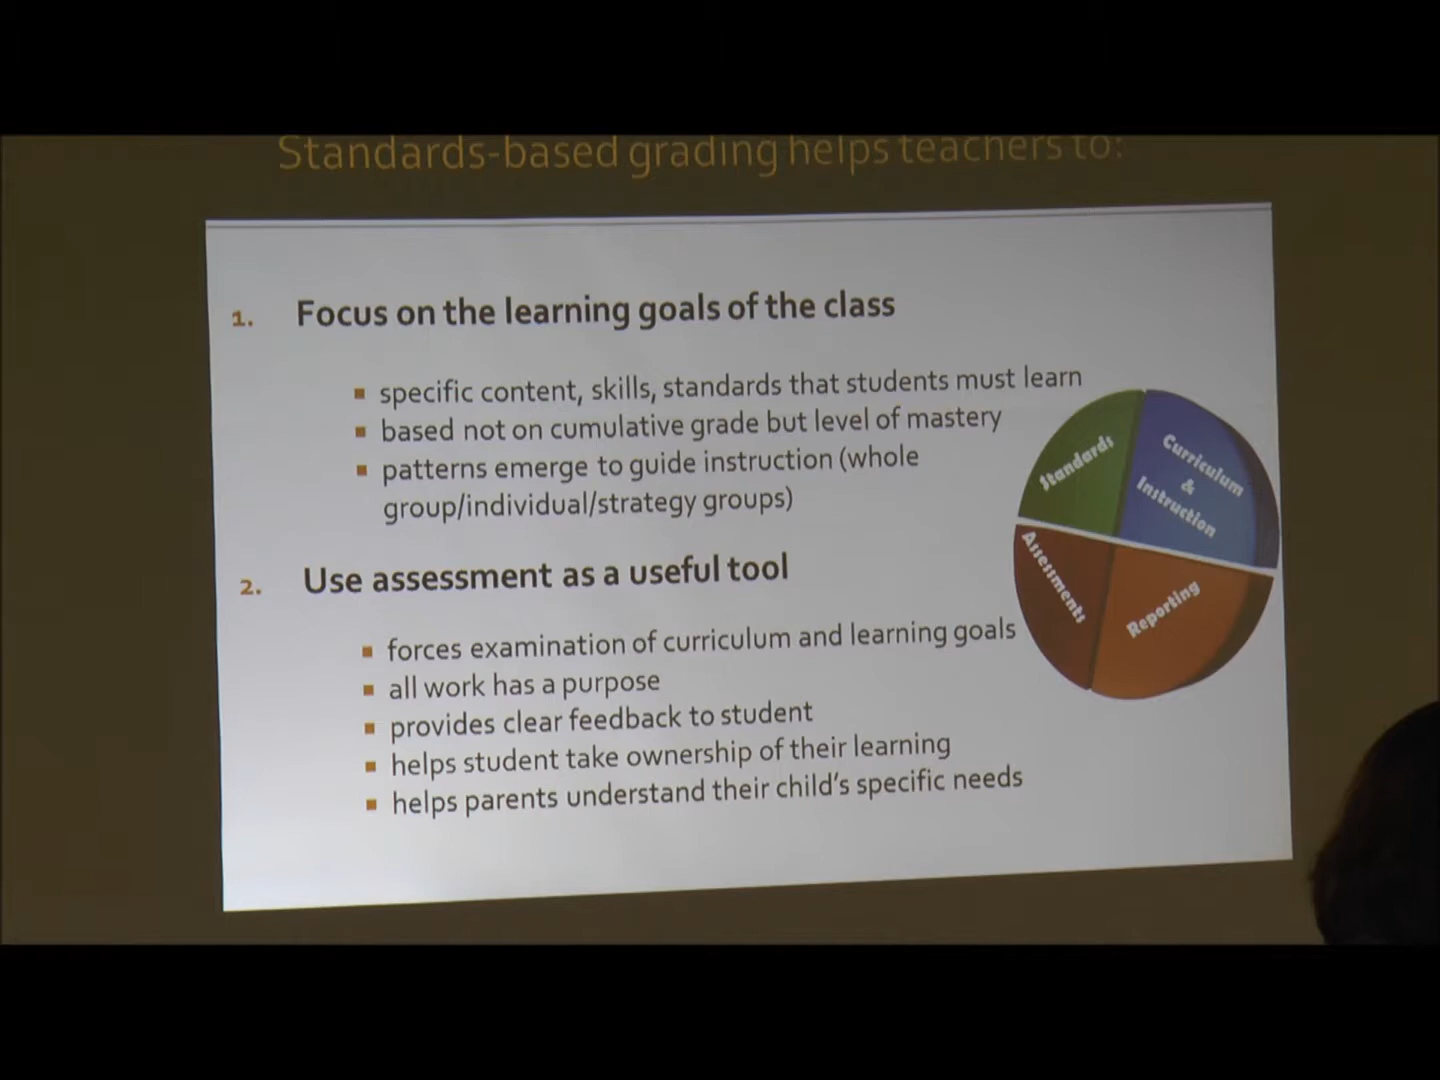 Standards-based grading helps teachers to:
1. Focus on the learning goals of the class
▪ specific content, skills, standards that students must learn
▪ based not on cumulative grade but level of mastery
▪ patterns emerge to guide instruction (whole
group/individual/strategy groups)
Standards
Curriculum
&
Instruction
Assessments
Reporting
2. Use assessment as a useful tool
▪ forces examination of curriculum and learning goals
▪ all work has a purpose
▪ provides clear feedback to student
▪ helps student take ownership of their learning
▪ helps parents understand their child's specific needs